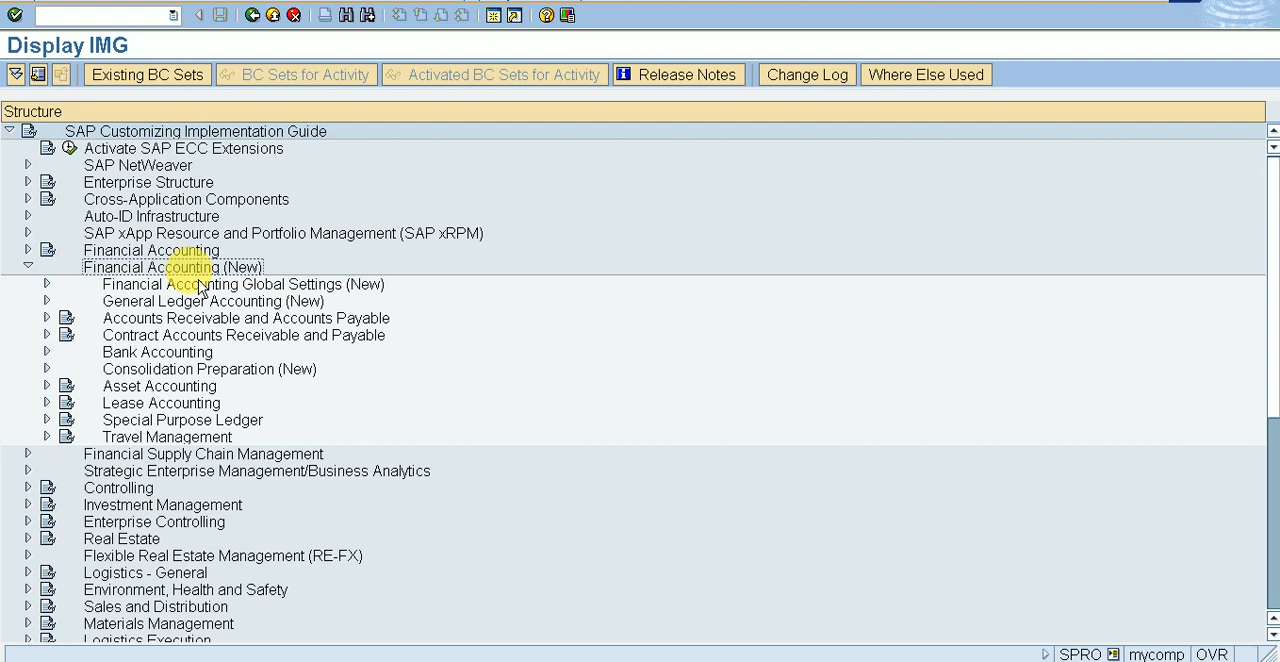 Display IMG
Existing BC Sets BC Sets for Activity Activated BC Sets for Activity Release Notes Change Log Where Else Used
Structure
SAP Customizing Implementation Guide
Activate SAP ECC Extensions
SAP NetWeaver
Enterprise Structure
Cross-Application Components
Auto-ID Infrastructure
SAP xApp Resource and Portfolio Management (SAP xRPM)
Financial Accounting
Financial Accounting (New)
Financial Accounting Global Settings (New)
General Ledger Accounting (New)
Accounts Receivable and Accounts Payable
Contract Accounts Receivable and Payable
Bank Accounting
Consolidation Preparation (New)
Asset Accounting
Lease Accounting
Special Purpose Ledger
Travel Management
Financial Supply Chain Management
Strategic Enterprise Management/Business Analytics
Controlling
Investment Management
Enterprise Controlling
Real Estate
Flexible Real Estate Management (RE-FX)
Logistics - General
Environment, Health and Safety
Sales and Distribution
Materials Management
Logistics Execution
SPRO mycomp OVR